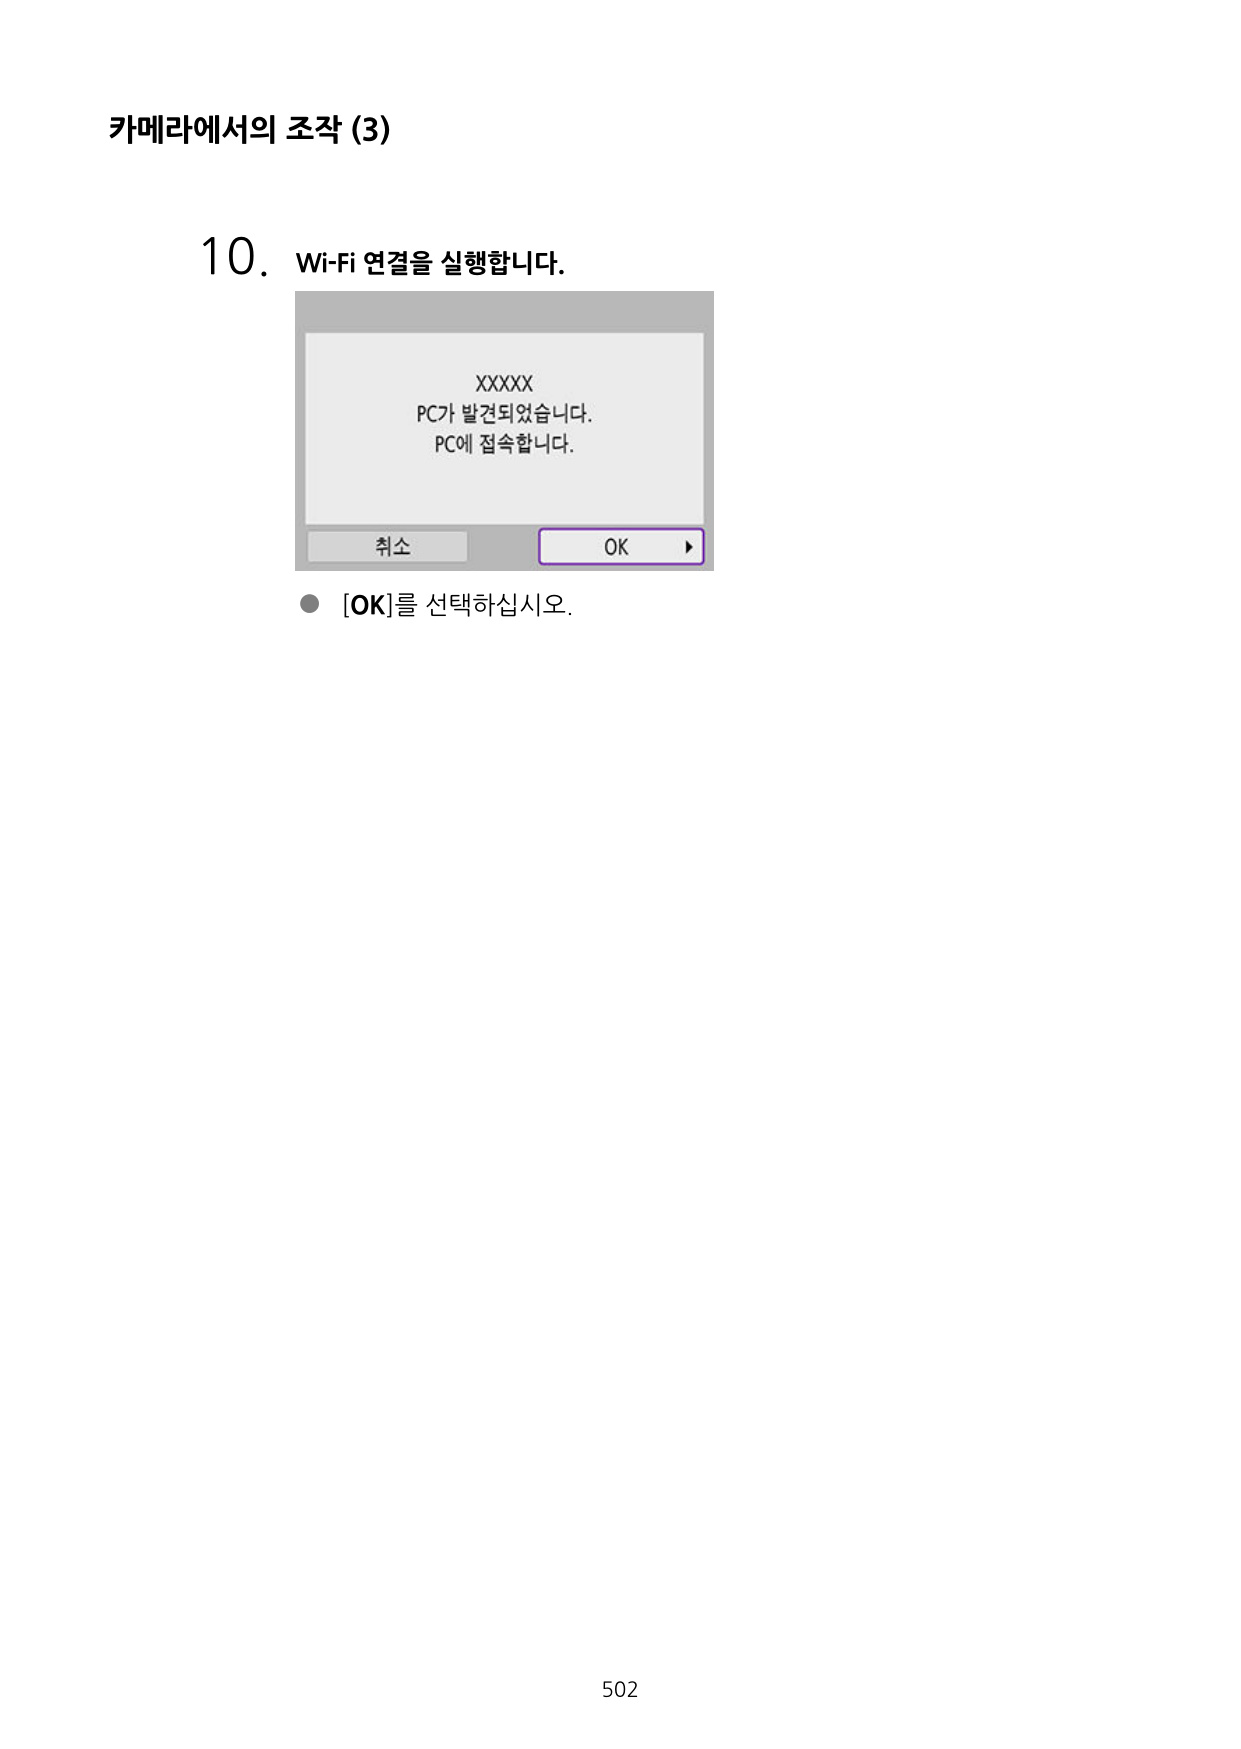 카메라에서의 조작 (3)
10. Wi-Fi 연결을 실행합니다.
XXXXX
PC가 발견되었습니다.
PC에 접속합니다.
취소 OK
● [OK]를 선택하십시오.
502